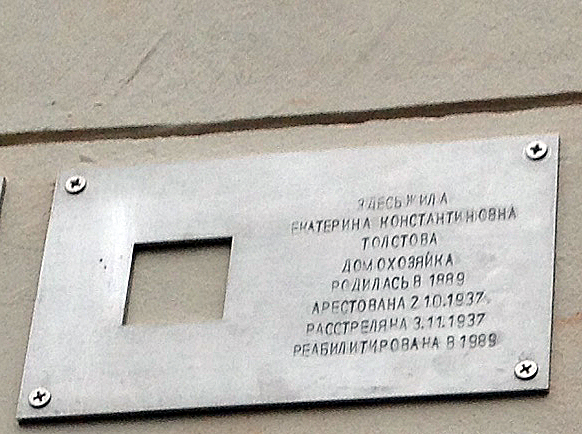 ЗДЕСЬ ЖИЛА
ЕКАТЕРИНА КОНСТАНТИНОВНА
ТОЛСТОВА
ДОМОХОЗЯЙКА
РОДИЛАСЬ В 1889
АРЕСТОВАНА 2.10.1937
РАССТРЕЛЯНА 3.11.1937
РЕАБИЛИТИРОВАНА В 1989